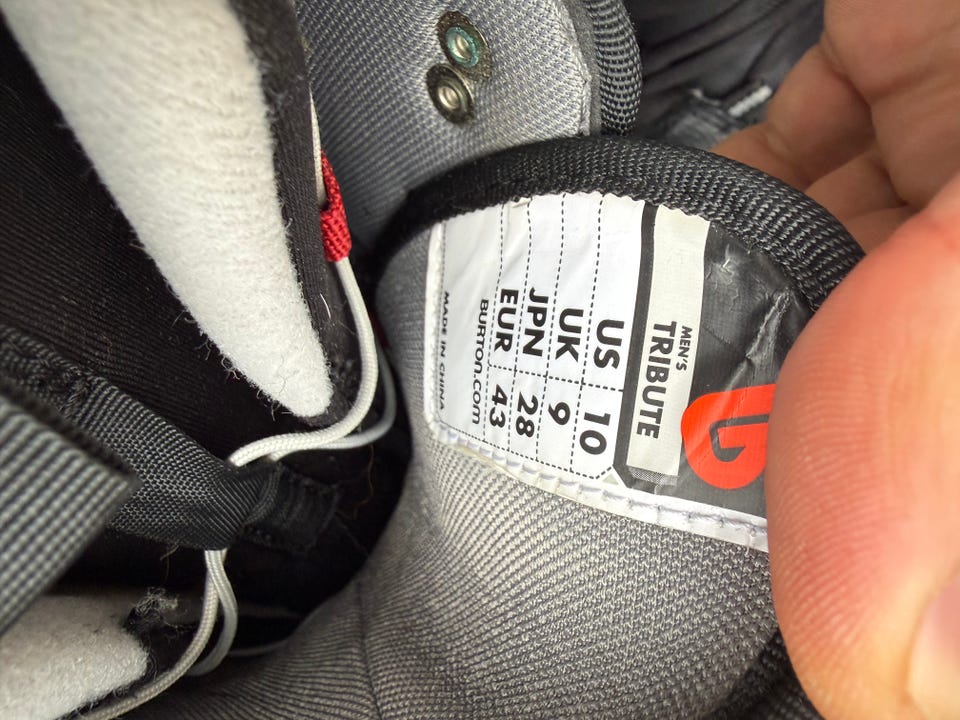 MEN'S
TRIBUTE
US 10
UK 9
JPN 28
EUR 43
BURTON.COM
MADE IN CHINA